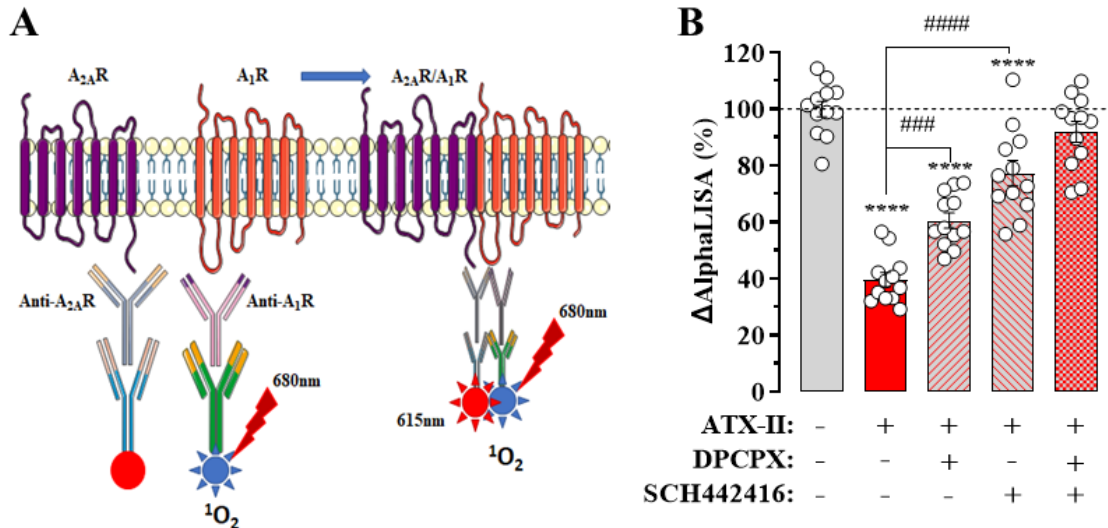 A
A₂ₐR A₁R A₂ₐR/A₁R
Anti-A₂ₐR Anti-A₁R
680nm
680nm
615nm
¹O₂
¹O₂
B
ΔAlphaLISA (%)
120
100
80
60
40
20
0
####
###
****
****
****
ATX-II: - + + + +
DPCPX: - - + - +
SCH442416: - - - + +